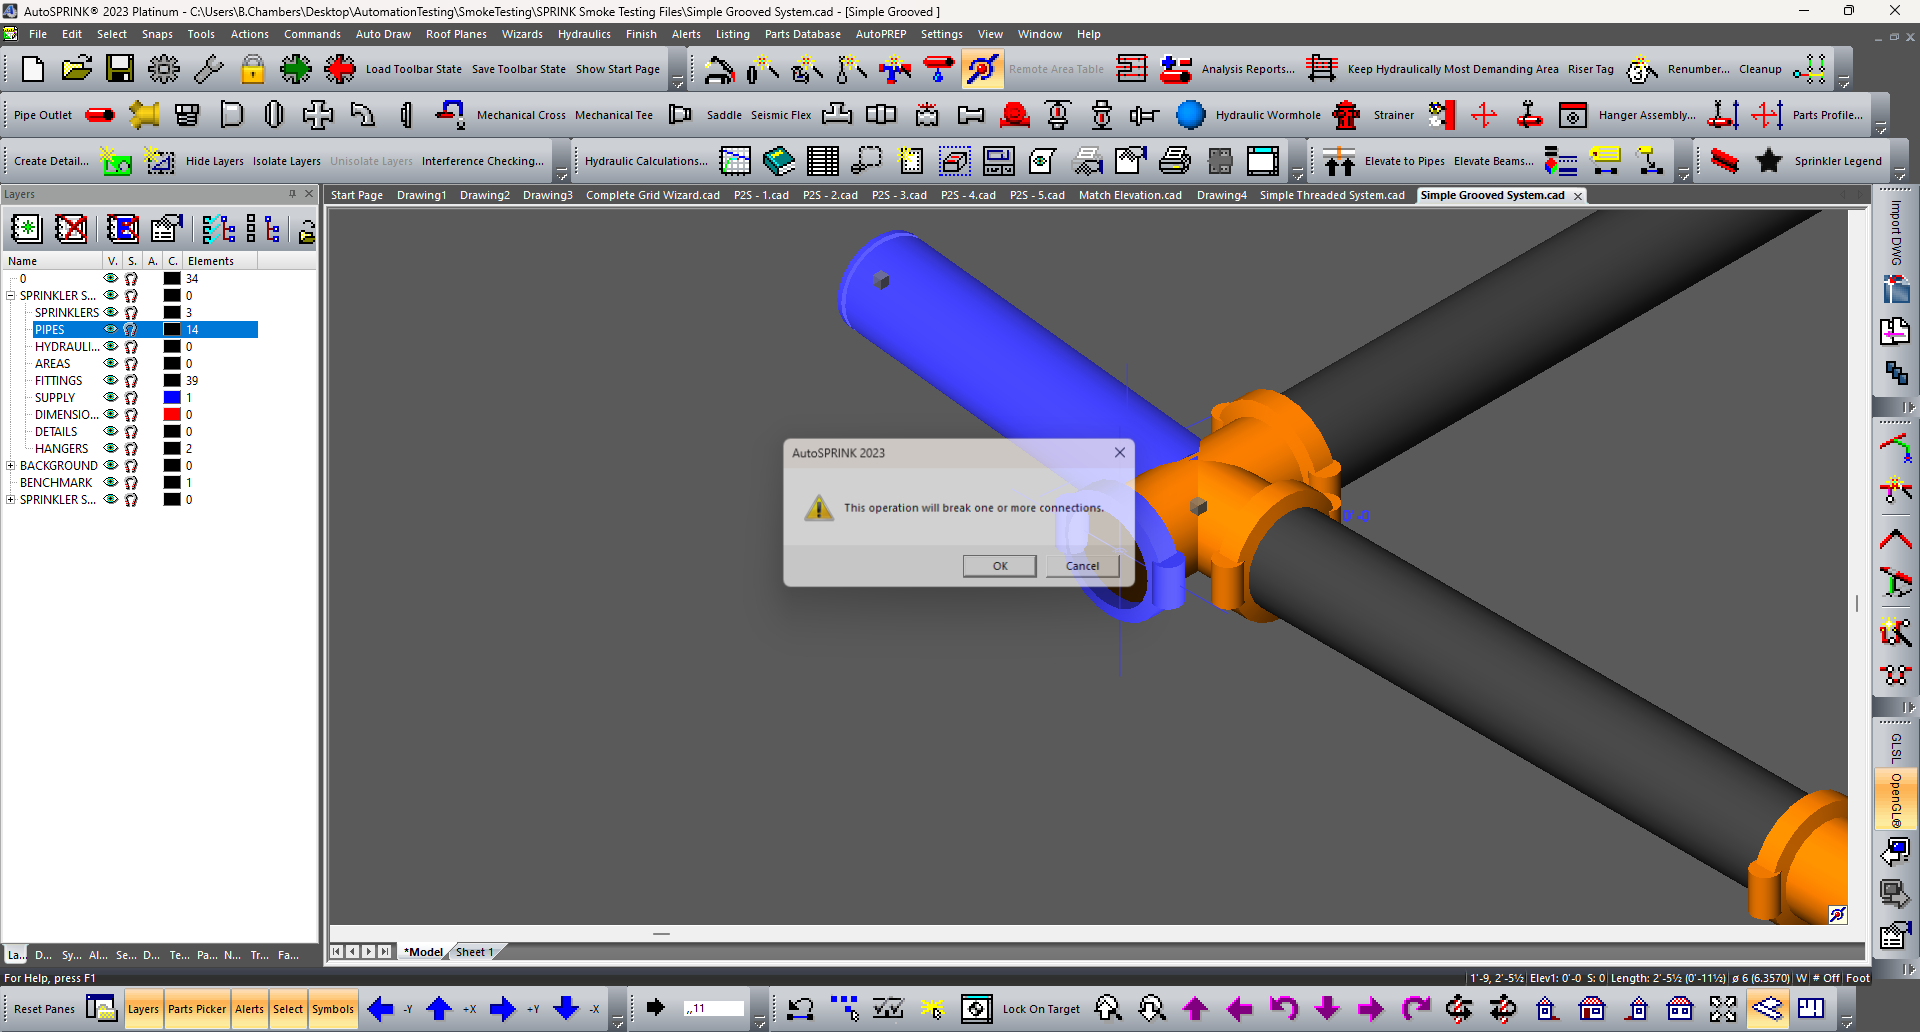 AutoSPRINK® 2023 Platinum - C:\Users\B.Chambers\Desktop\AutomationTesting\SmokeTesting\SPRINK Smoke Testing Files\Simple Grooved System.cad - [Simple Grooved ]
File Edit Select Snaps Tools Actions Commands Auto Draw Roof Planes Wizards Hydraulics Finish Alerts Listing Parts Database AutoPREP Settings View Window Help
Load Toolbar State Save Toolbar State Show Start Page Remote Area Table Analysis Reports... Keep Hydraulically Most Demanding Area Riser Tag Renumber... Cleanup
Pipe Outlet Mechanical Cross Mechanical Tee Saddle Seismic Flex Hydraulic Wormhole Strainer Hanger Assembly... Parts Profile...
Create Detail... Hide Layers Isolate Layers Unisolate Layers Interference Checking... Hydraulic Calculations... Elevate to Pipes Elevate Beams... Sprinkler Legend
Layers
Start Page Drawing1 Drawing2 Drawing3 Complete Grid Wizard.cad P2S - 1.cad P2S - 2.cad P2S - 3.cad P2S - 4.cad P2S - 5.cad Match Elevation.cad Drawing4 Simple Threaded System.cad Simple Grooved System.cad
Name V. S. A. C. Elements
0 34
SPRINKLER S... 0
SPRINKLERS 3
PIPES 14
HYDRAULI... 0
AREAS 0
FITTINGS 39
SUPPLY 1
DIMENSIO... 0
DETAILS 0
HANGERS 2
BACKGROUND 0
BENCHMARK 1
SPRINKLER S... 0
AutoSPRINK 2023
This operation will break one or more connections.
OK Cancel
0'-0
Import DWG
GLSL
OpenGL®
*Model Sheet 1
La... D... Sy... Al... Se... D... Te... Pa... N... Tr... Fa...
For Help, press F1
1'-9, 2'-5½ Elev1: 0'-0 S: 0 Length: 2'-5½ (0'-11½) ø 6 (6.3570) W # Off Foot
Reset Panes Layers Parts Picker Alerts Select Symbols -Y +X +Y -X ,,11 Lock On Target